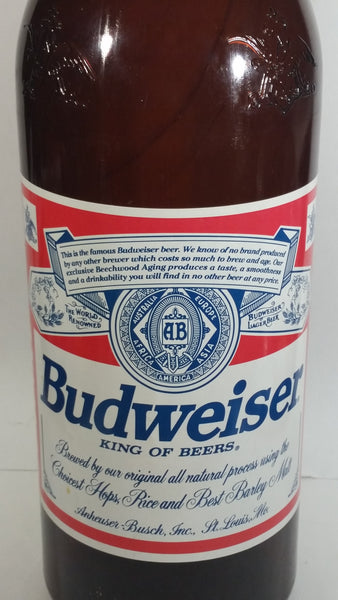 This is the famous Budweiser beer. We know of no brand produced
by any other brewer which costs so much to brew and age. Our
exclusive Beechwood Aging produces a taste, a smoothness
and a drinkability you will find in no other beer at any price.
THE WORLD
RENOWNED
BUDWEISER
LAGER BEER
AUSTRALIA EUROPE
AB
AFRICA AMERICA ASIA
Budweiser®
KING OF BEERS®
Brewed by our original all natural process using the
Choicest Hops, Rice and Best Barley Malt
Anheuser-Busch, Inc., St. Louis, Mo.